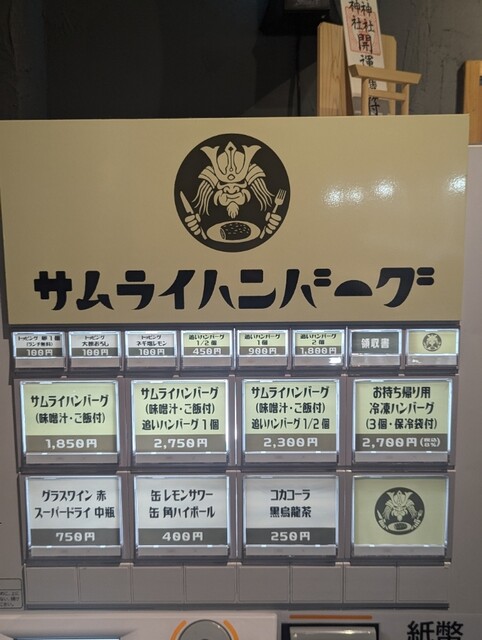 神社
神社
開運
サムライハンバーグ
トッピング 卵1個
(ランチ無料)
100円
トッピング
大根おろし
100円
トッピング
ネギ塩レモン
100円
追いハンバーグ
1/2個
450円
追いハンバーグ
1個
900円
追いハンバーグ
2個
1,800円
領収書
サムライハンバーグ
(味噌汁・ご飯付)
1,850円
サムライハンバーグ
(味噌汁・ご飯付)
追いハンバーグ1個
2,750円
サムライハンバーグ
(味噌汁・ご飯付)
追いハンバーグ1/2個
2,300円
お持ち帰り用
冷凍ハンバーグ
(3個・保冷袋付)
2,700円(税込)
グラスワイン 赤
スーパードライ 中瓶
750円
缶 レモンサワー
缶 角ハイボール
400円
コカコーラ
黒烏龍茶
250円
紙幣